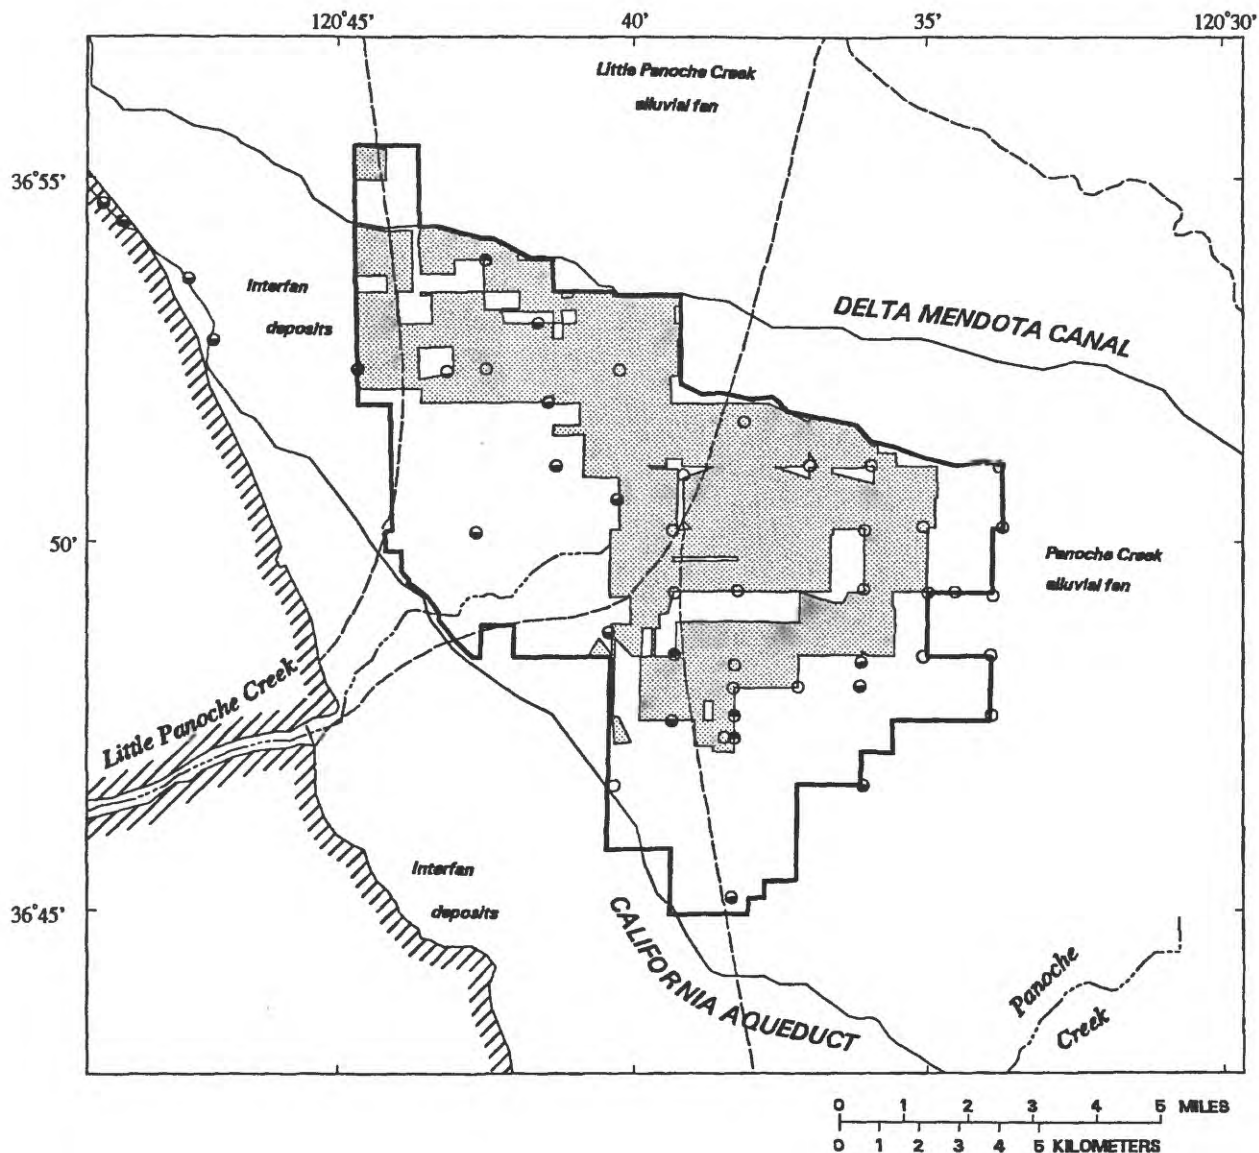 120°45' 40' 35' 120°30'
Little Panoche Creek
alluvial fan
36°55'
Interfan
deposits
DELTA MENDOTA CANAL
50'
Panoche Creek
alluvial fan
Little Panoche Creek
Interfan
deposits
36°45'
CALIFORNIA AQUEDUCT
Panoche
Creek
0 1 2 3 4 5 MILES
0 1 2 3 4 5 KILOMETERS